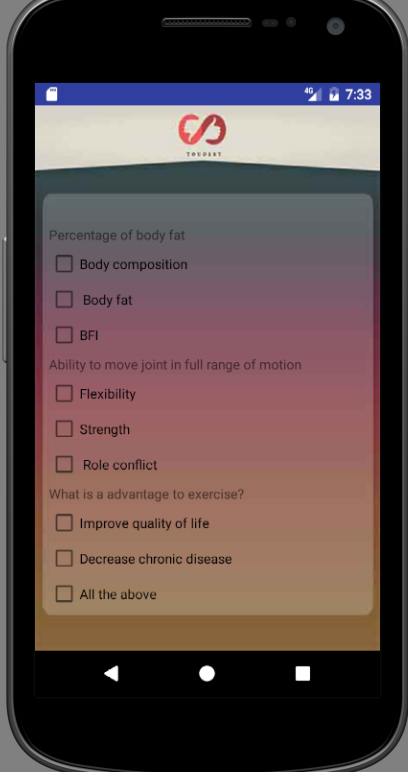 4G 7:33
TOUPERT
Percentage of body fat
Body composition
Body fat
BFI
Ability to move joint in full range of motion
Flexibility
Strength
Role conflict
What is a advantage to exercise?
Improve quality of life
Decrease chronic disease
All the above